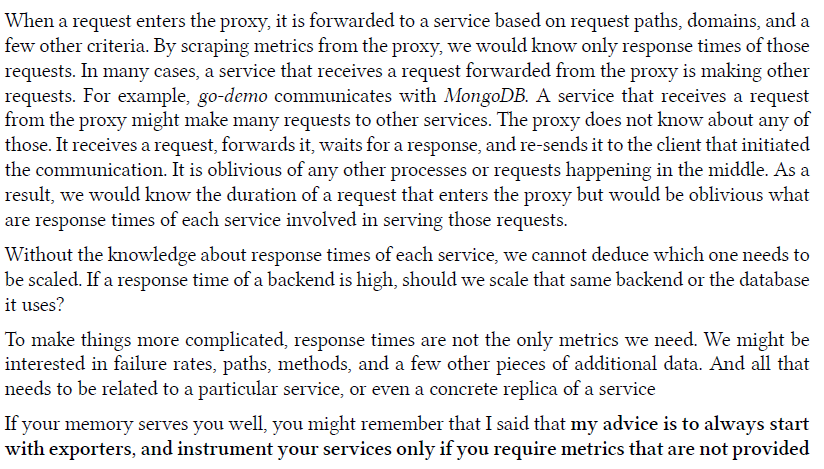 When a request enters the proxy, it is forwarded to a service based on request paths, domains, and a
few other criteria. By scraping metrics from the proxy, we would know only response times of those
requests. In many cases, a service that receives a request forwarded from the proxy is making other
requests. For example, go-demo communicates with MongoDB. A service that receives a request
from the proxy might make many requests to other services. The proxy does not know about any of
those. It receives a request, forwards it, waits for a response, and re-sends it to the client that initiated
the communication. It is oblivious of any other processes or requests happening in the middle. As a
result, we would know the duration of a request that enters the proxy but would be oblivious what
are response times of each service involved in serving those requests.
Without the knowledge about response times of each service, we cannot deduce which one needs to
be scaled. If a response time of a backend is high, should we scale that same backend or the database
it uses?
To make things more complicated, response times are not the only metrics we need. We might be
interested in failure rates, paths, methods, and a few other pieces of additional data. And all that
needs to be related to a particular service, or even a concrete replica of a service
If your memory serves you well, you might remember that I said that my advice is to always start
with exporters, and instrument your services only if you require metrics that are not provided